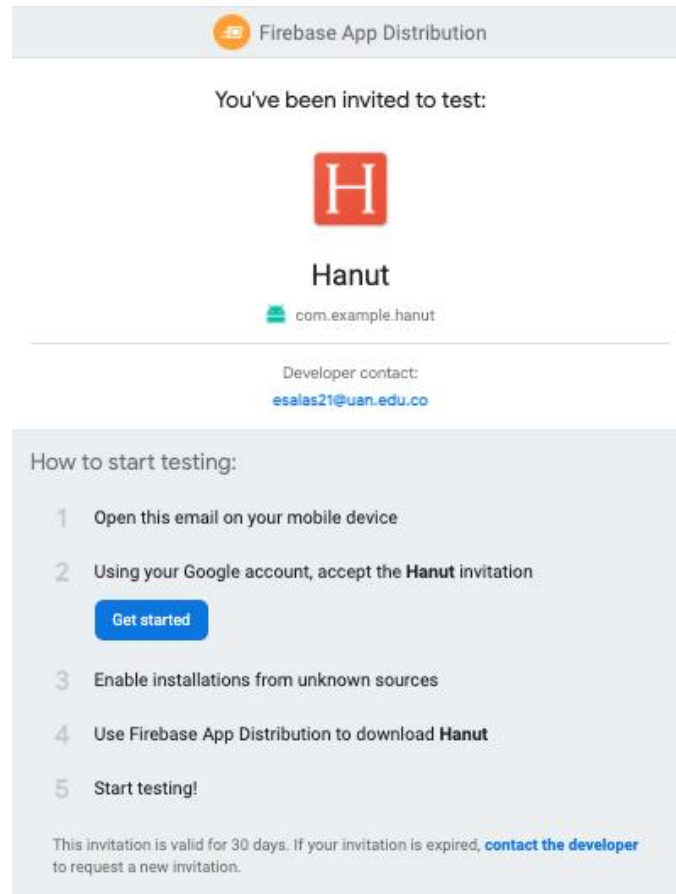 Firebase App Distribution
You've been invited to test:
H
Hanut
com.example.hanut
Developer contact:
esalas21@uan.edu.co
How to start testing:
1 Open this email on your mobile device
2 Using your Google account, accept the Hanut invitation
Get started
3 Enable installations from unknown sources
4 Use Firebase App Distribution to download Hanut
5 Start testing!
This invitation is valid for 30 days. If your invitation is expired, contact the developer
to request a new invitation.